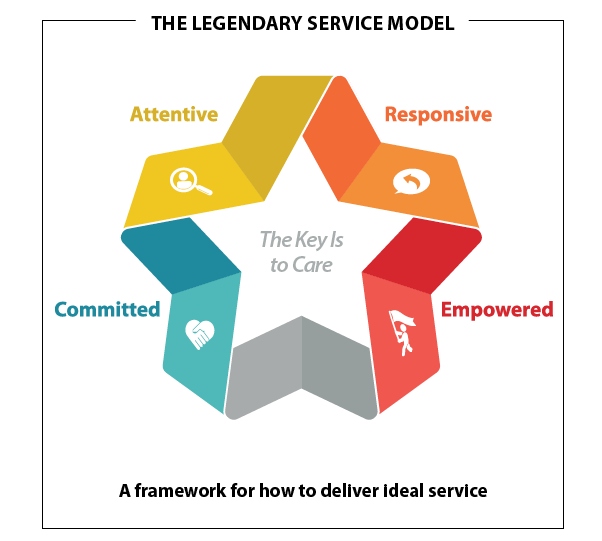 THE LEGENDARY SERVICE MODEL
Attentive
Responsive
The Key Is
to Care
Committed
Empowered
A framework for how to deliver ideal service